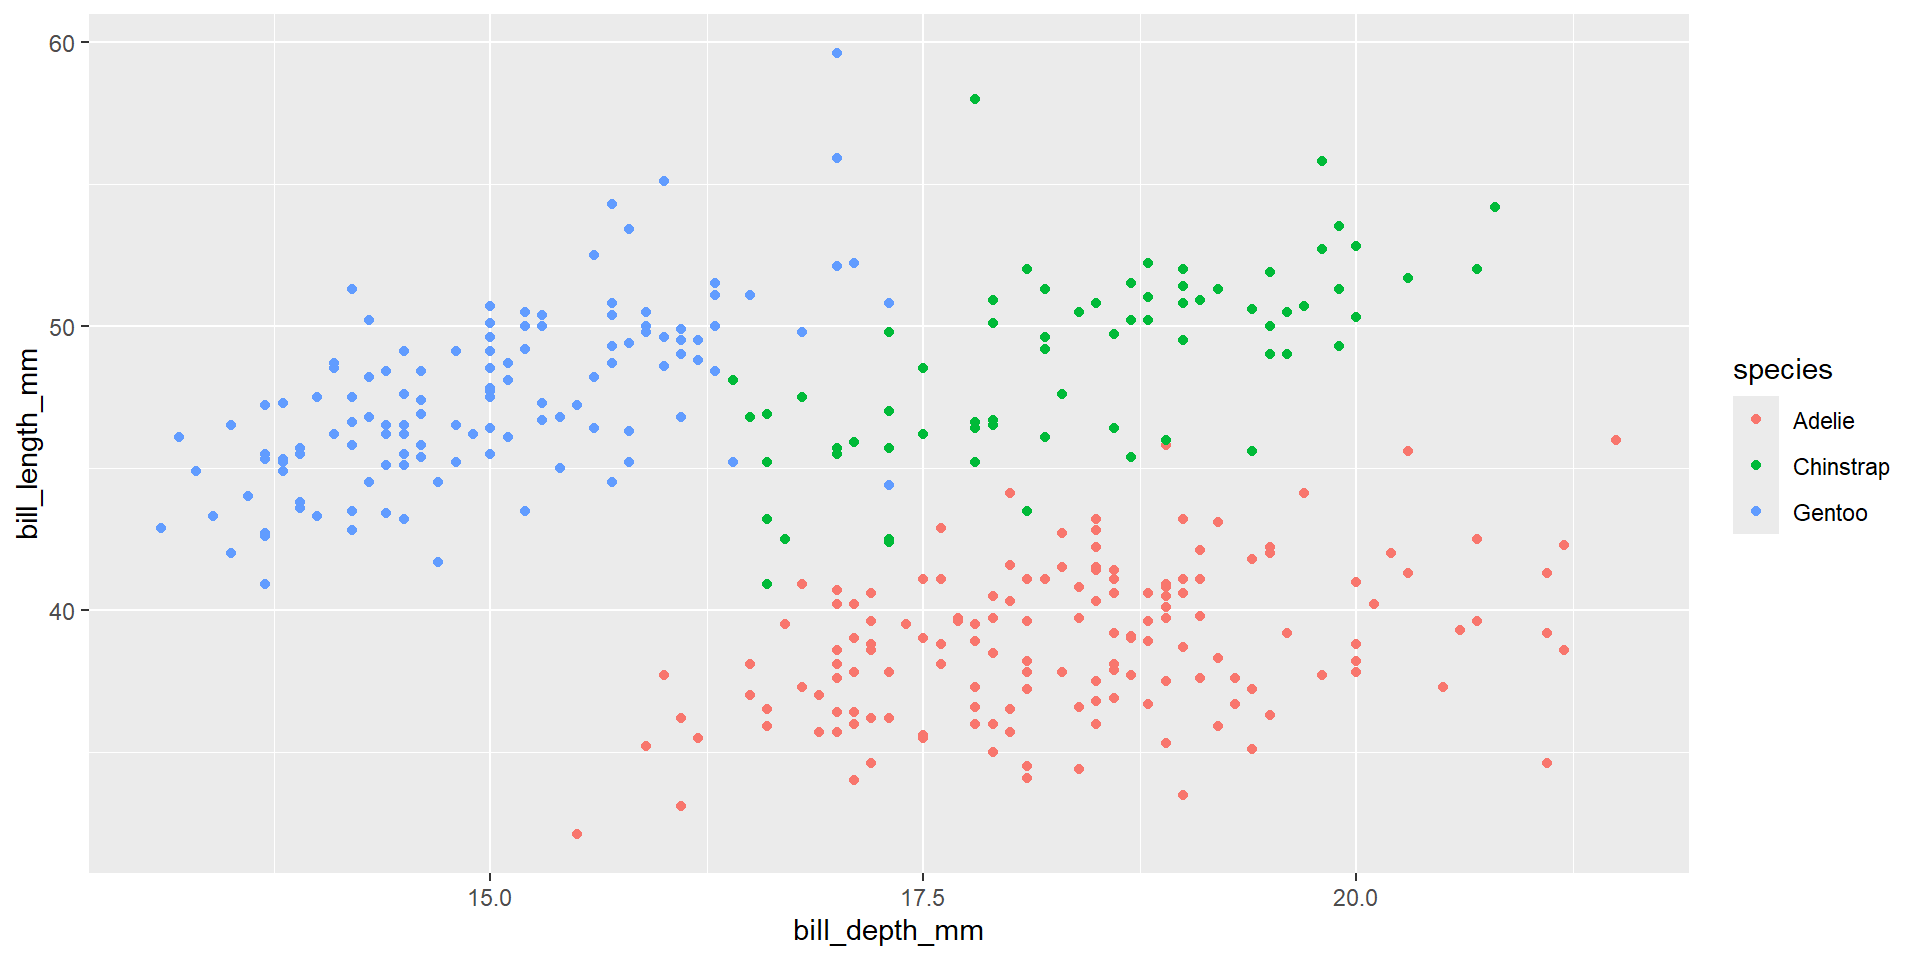 60
50
40
bill_length_mm
15.0
17.5
20.0
bill_depth_mm
species
Adelie
Chinstrap
Gentoo